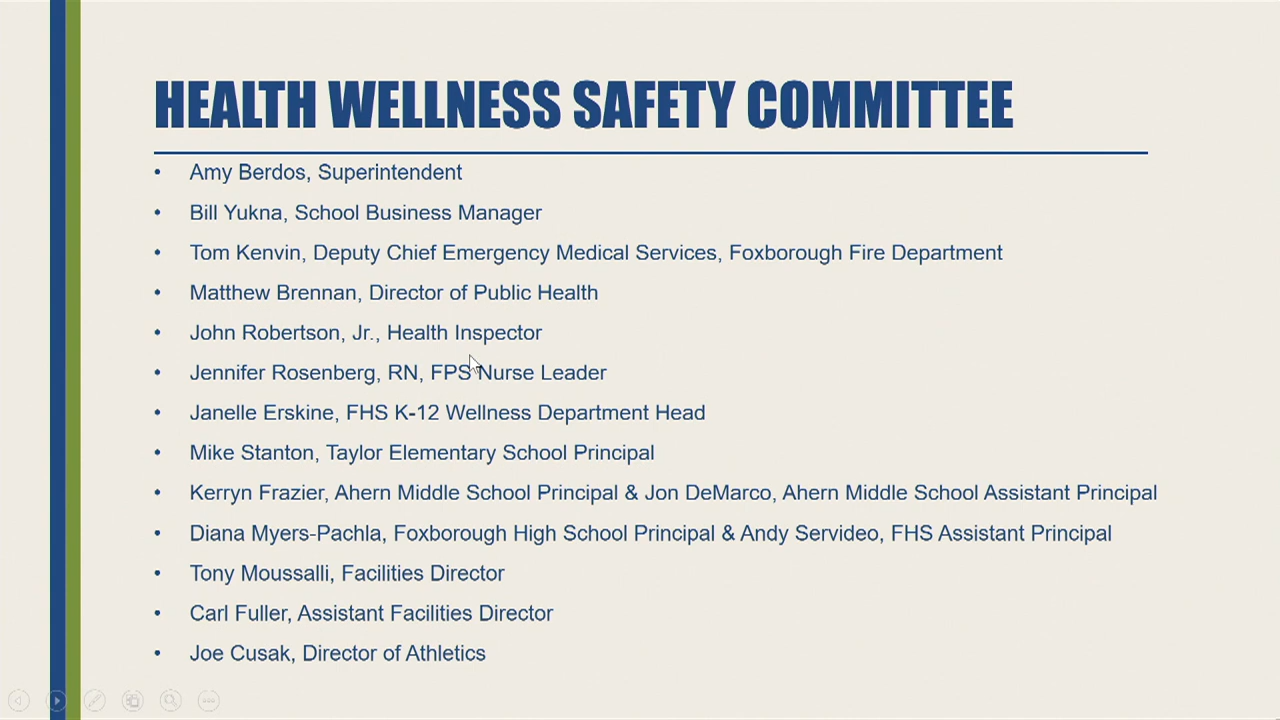 HEALTH WELLNESS SAFETY COMMITTEE
• Amy Berdos, Superintendent
• Bill Yukna, School Business Manager
• Tom Kenvin, Deputy Chief Emergency Medical Services, Foxborough Fire Department
• Matthew Brennan, Director of Public Health
• John Robertson, Jr., Health Inspector
• Jennifer Rosenberg, RN, FPS Nurse Leader
• Janelle Erskine, FHS K-12 Wellness Department Head
• Mike Stanton, Taylor Elementary School Principal
• Kerryn Frazier, Ahern Middle School Principal & Jon DeMarco, Ahern Middle School Assistant Principal
• Diana Myers-Pachla, Foxborough High School Principal & Andy Servideo, FHS Assistant Principal
• Tony Moussalli, Facilities Director
• Carl Fuller, Assistant Facilities Director
• Joe Cusak, Director of Athletics